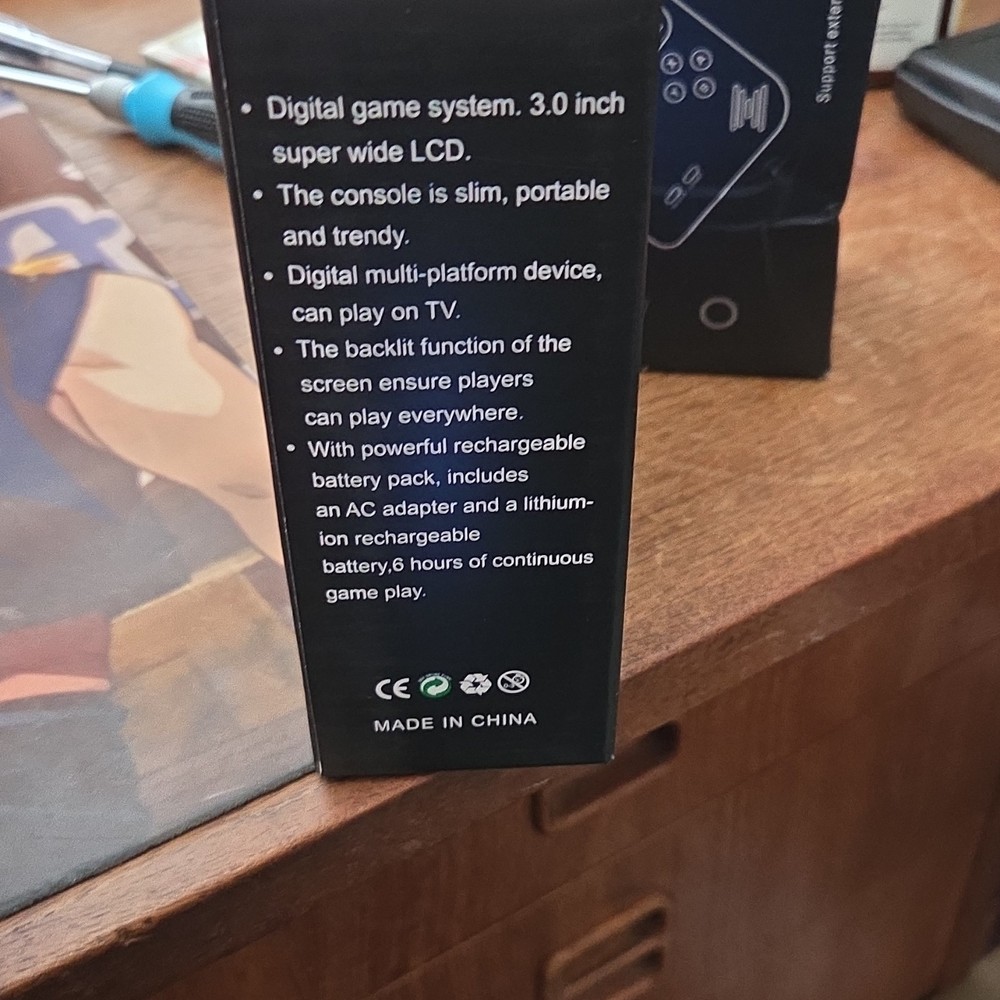 • Digital game system. 3.0 inch
super wide LCD.
• The console is slim, portable
and trendy.
• Digital multi-platform device,
can play on TV.
• The backlit function of the
screen ensure players
can play everywhere.
• With powerful rechargeable
battery pack, includes
an AC adapter and a lithium-
ion rechargeable
battery,6 hours of continuous
game play.
CE
MADE IN CHINA
Support